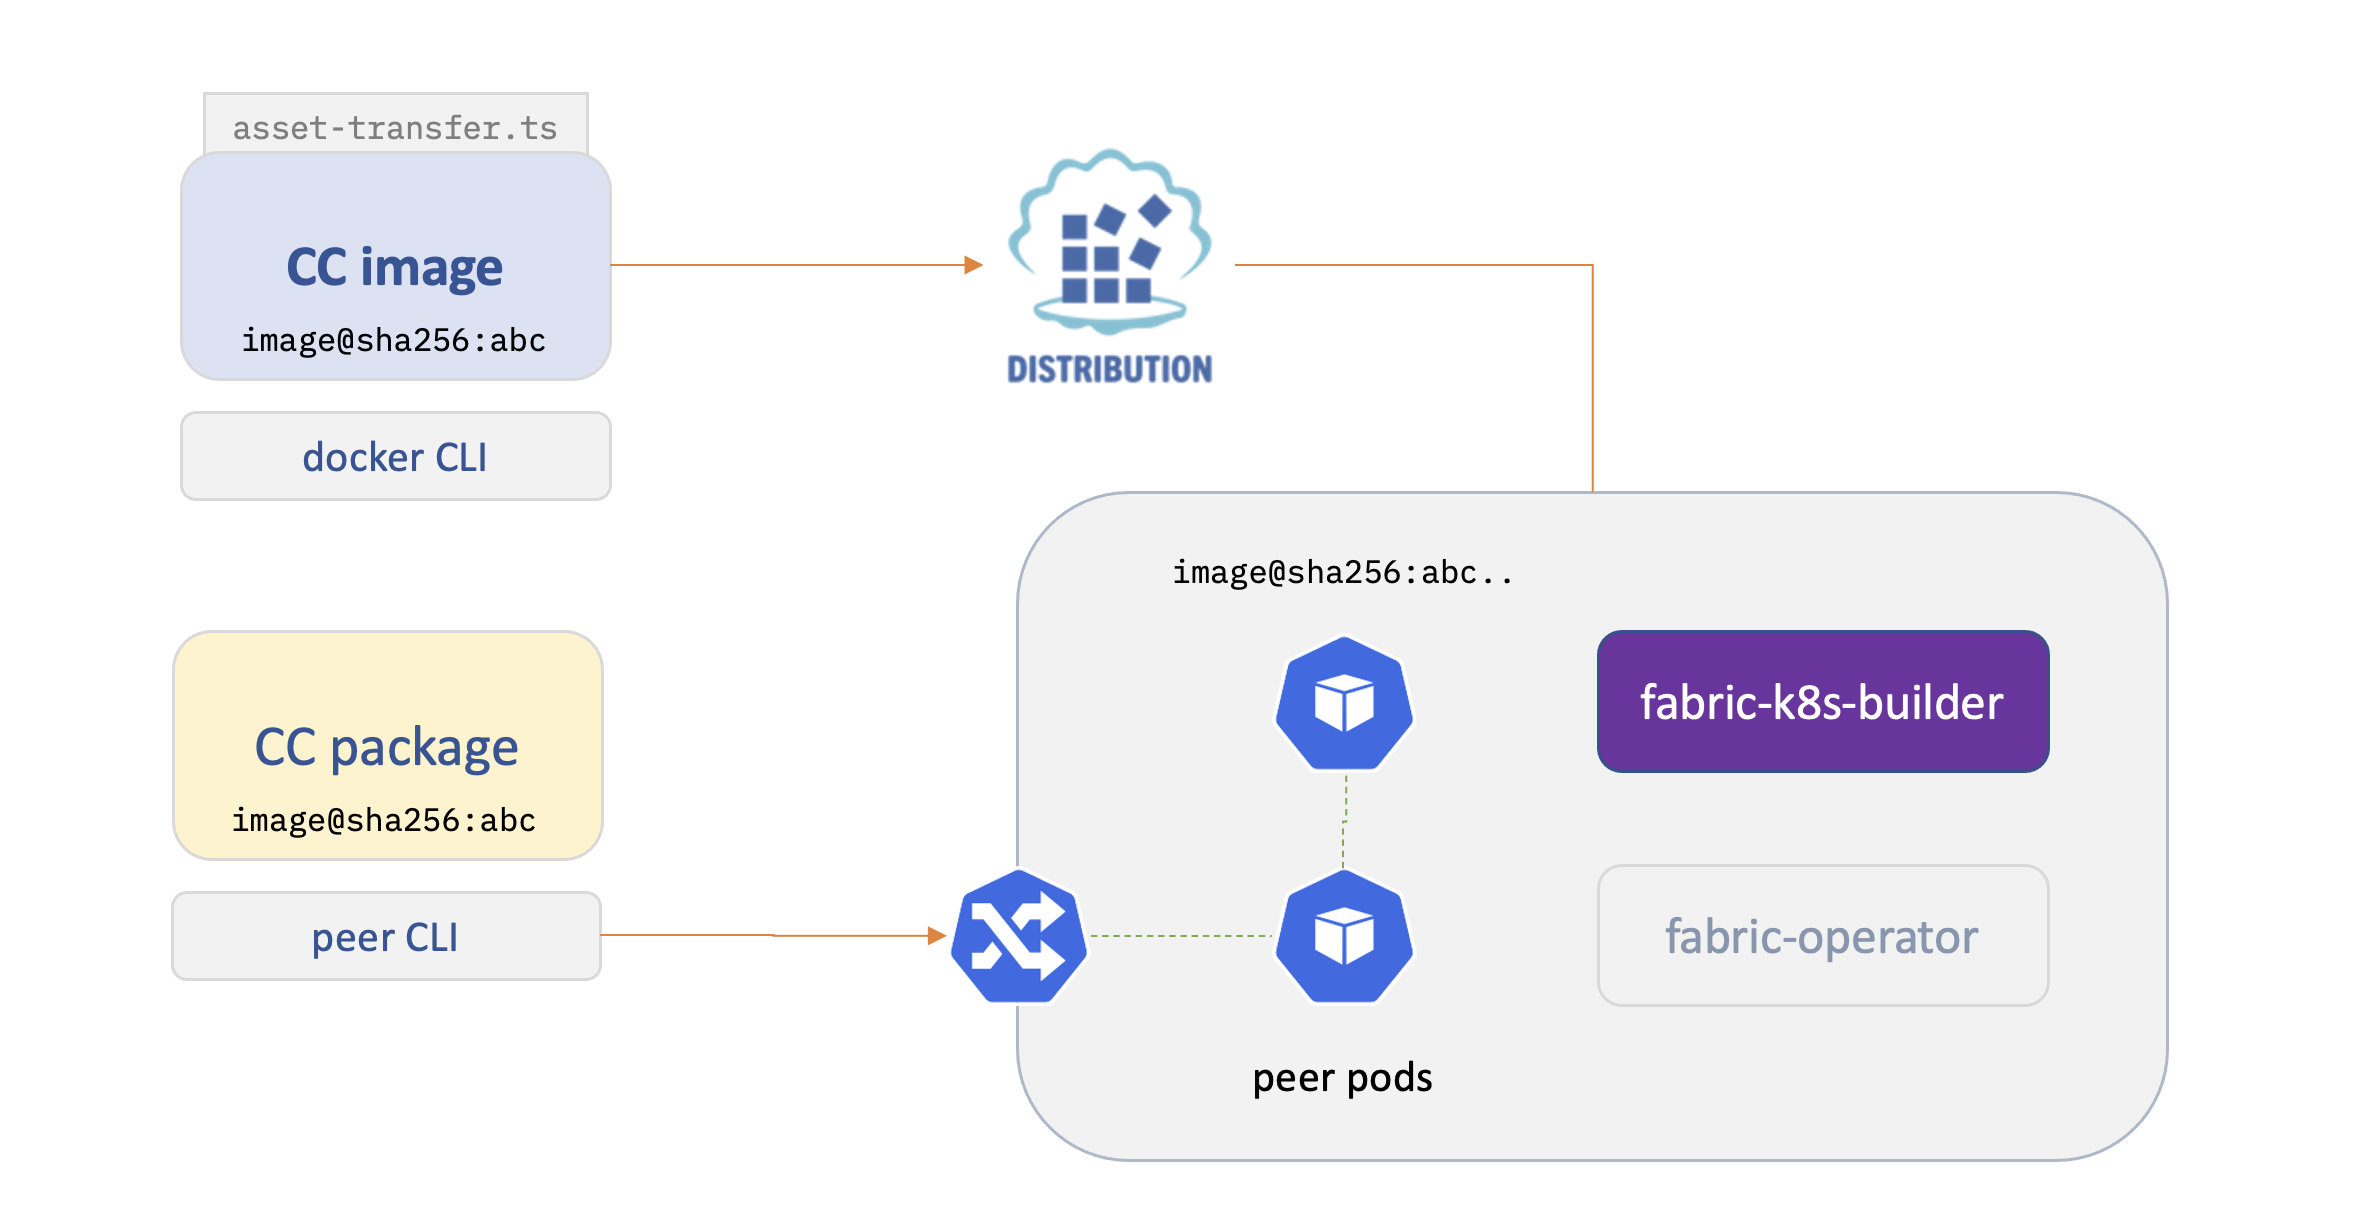 asset-transfer.ts
CC image
image@sha256:abc
docker CLI
DISTRIBUTION
CC package
image@sha256:abc
peer CLI
image@sha256:abc..
fabric-k8s-builder
fabric-operator
peer pods